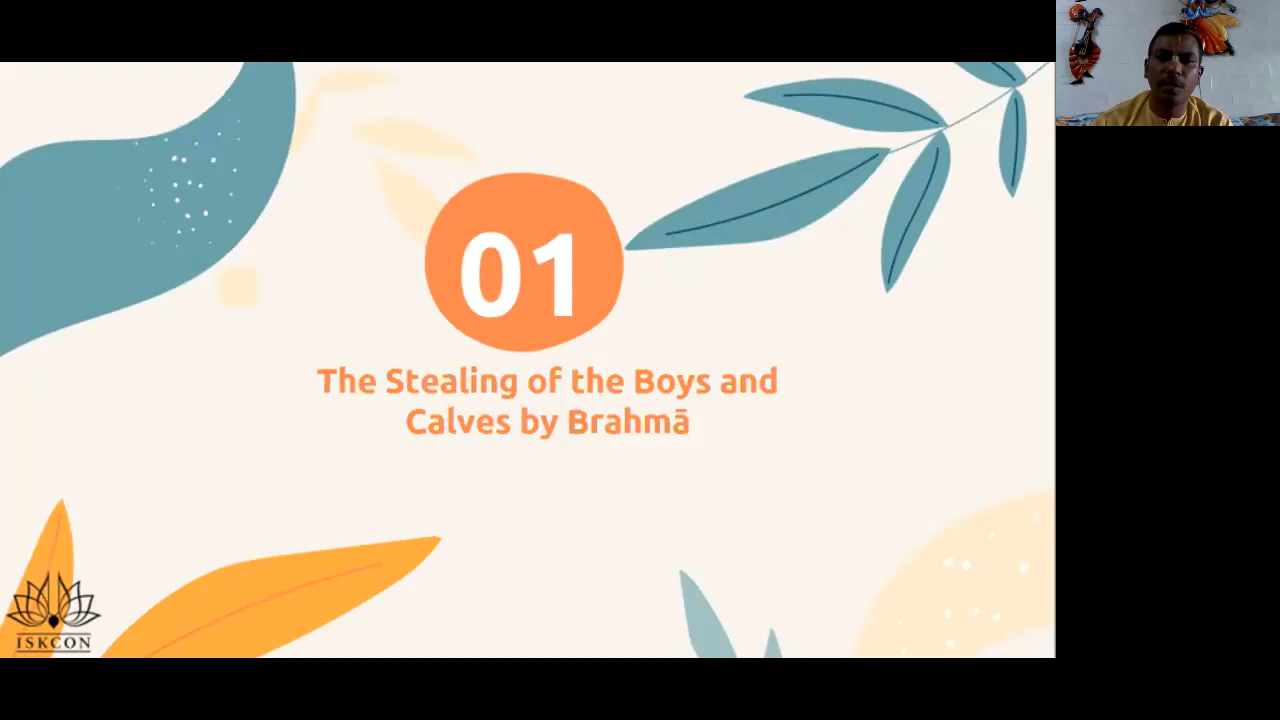 01
The Stealing of the Boys and
Calves by Brahmā
ISKCON